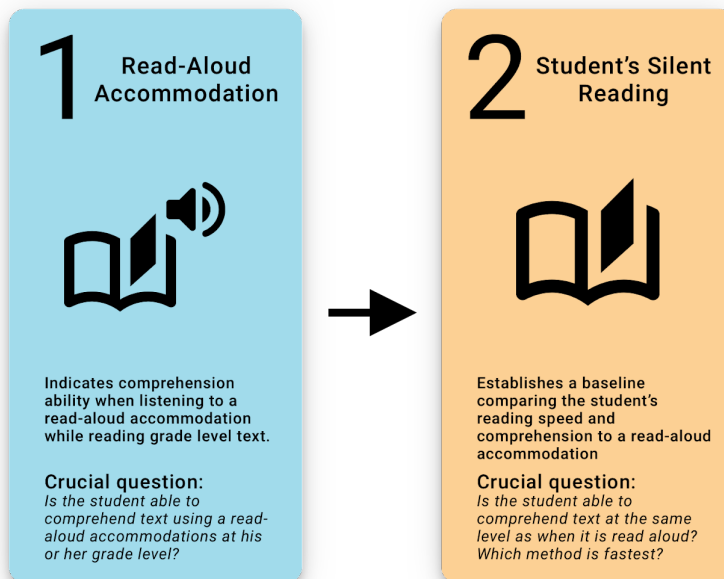 1
Read-Aloud
Accommodation
Indicates comprehension
ability when listening to a
read-aloud accommodation
while reading grade level text.
Crucial question:
Is the student able to
comprehend text using a read-
aloud accommodations at his
or her grade level?
2
Student’s Silent
Reading
Establishes a baseline
comparing the student’s
reading speed and
comprehension to a read-aloud
accommodation
Crucial question:
Is the student able to
comprehend text at the same
level as when it is read aloud?
Which method is fastest?